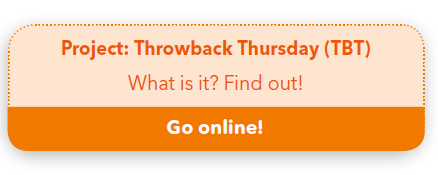 Project: Throwback Thursday (TBT)
What is it? Find out!
Go online!